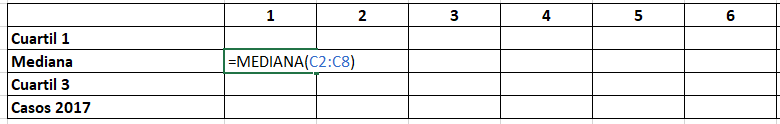 1 2 3 4 5 6
Cuartil 1
Mediana =MEDIANA(C2:C8)
Cuartil 3
Casos 2017